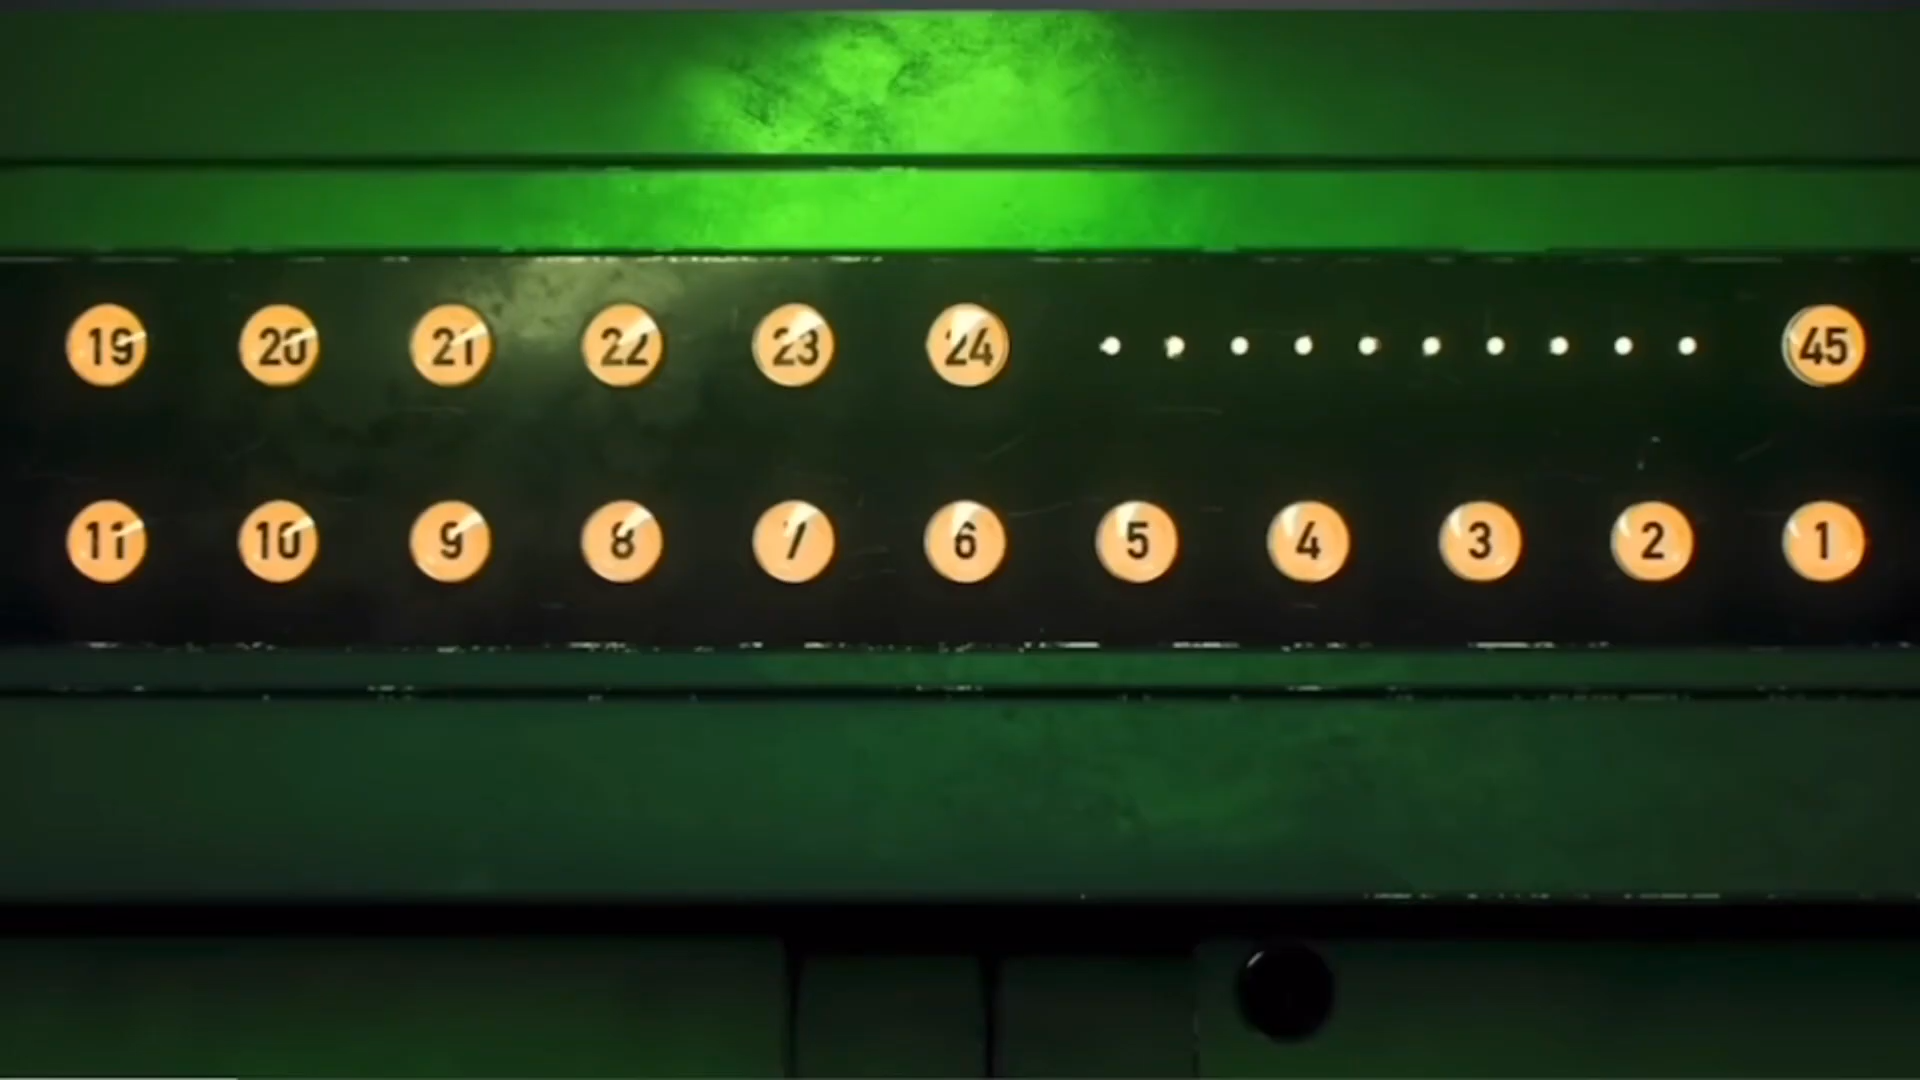 19 20 21 22 23 24 . . . . . . . . . . 45
11 10 9 8 7 6 5 4 3 2 1